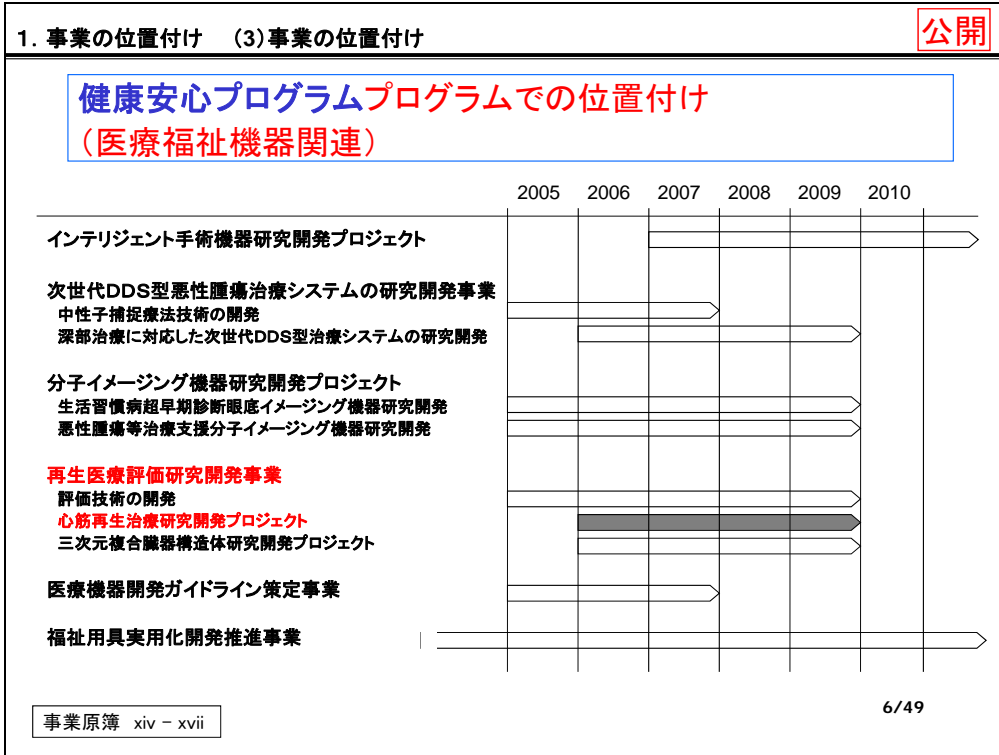 1. 事業の位置付け (3)事業の位置付け
公開
健康安心プログラムプログラムでの位置付け
(医療福祉機器関連)
2005 2006 2007 2008 2009 2010
インテリジェント手術機器研究開発プロジェクト
次世代DDS型悪性腫瘍治療システムの研究開発事業
中性子捕捉療法技術の開発
深部治療に対応した次世代DDS型治療システムの研究開発
分子イメージング機器研究開発プロジェクト
生活習慣病超早期診断眼底イメージング機器研究開発
悪性腫瘍等治療支援分子イメージング機器研究開発
再生医療評価研究開発事業
評価技術の開発
心筋再生治療研究開発プロジェクト
三次元複合臓器構造体研究開発プロジェクト
医療機器開発ガイドライン策定事業
福祉用具実用化開発推進事業
6/49
事業原簿 xiv - xvii